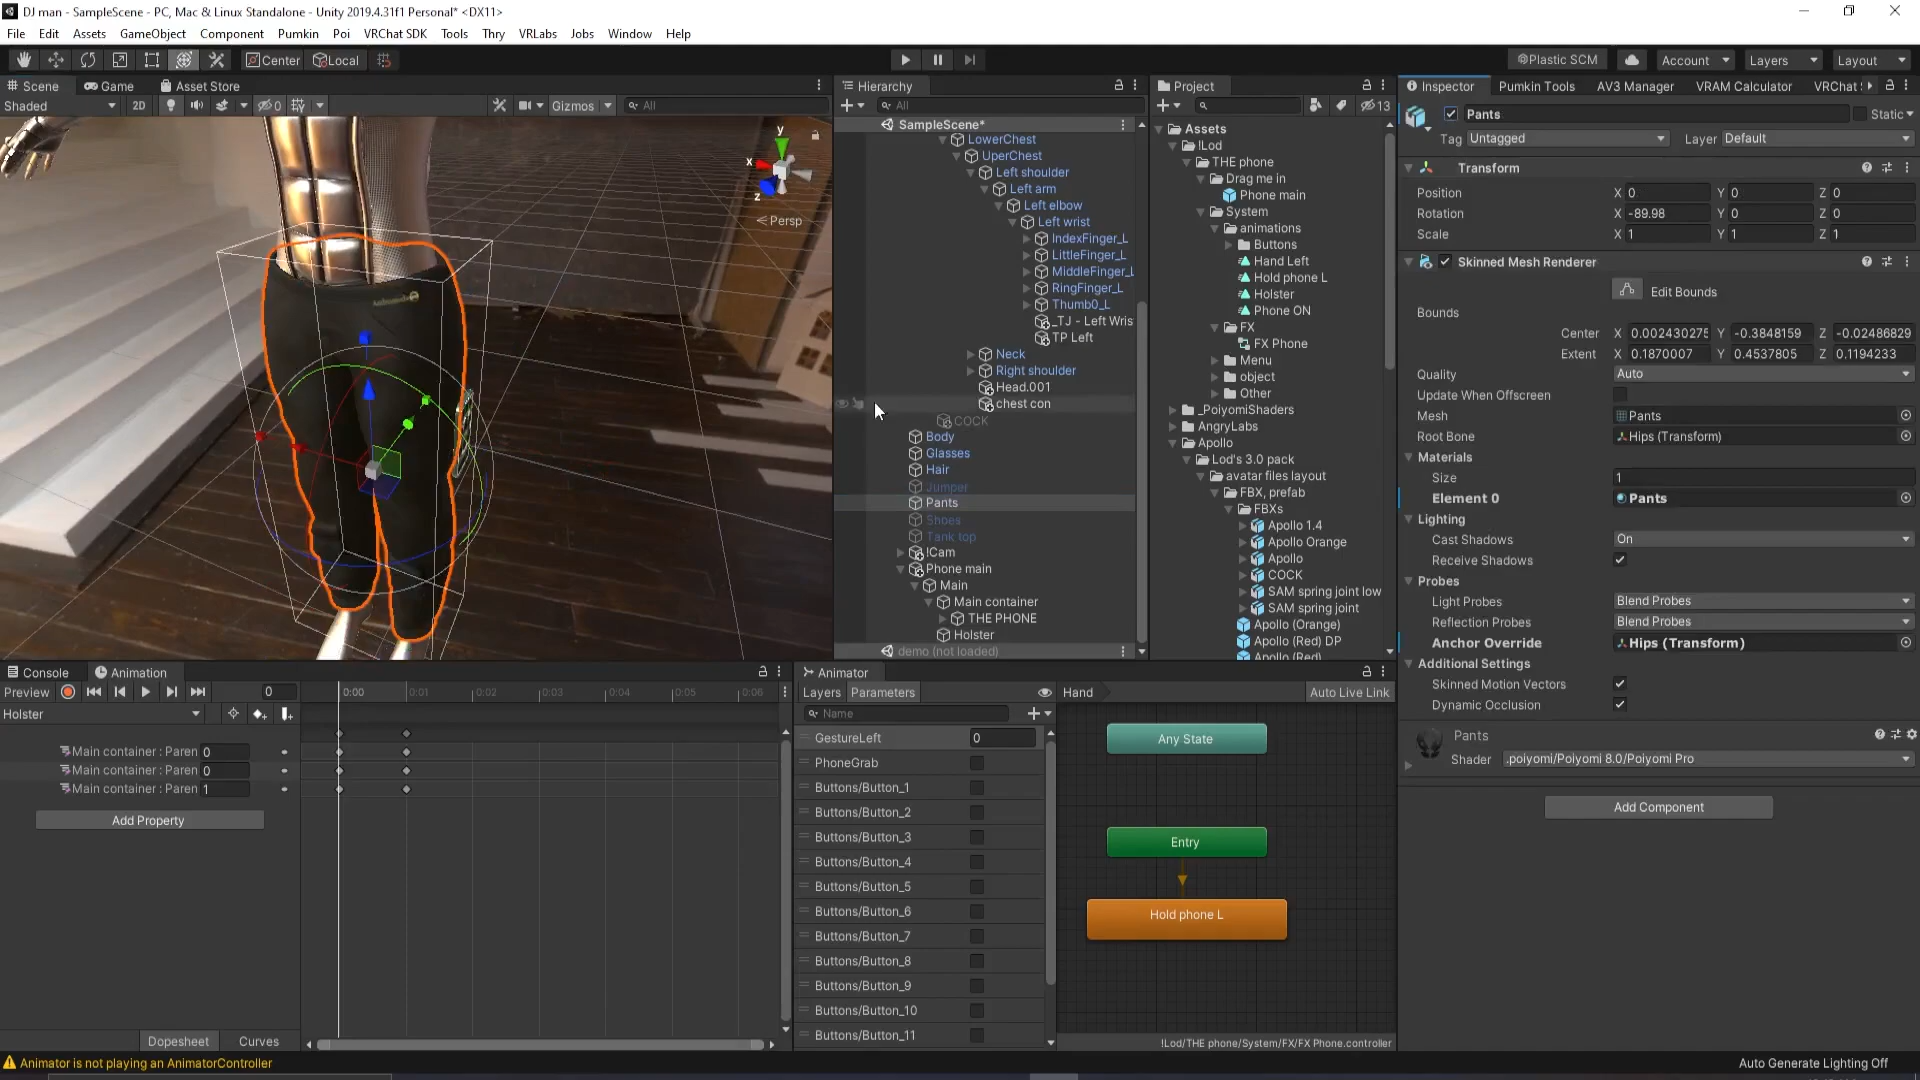 DJ man - SampleScene - PC, Mac & Linux Standalone - Unity 2019.4.31f1 Personal* <DX11>
File Edit Assets GameObject Component Pumkin Poi VRChat SDK Tools Thry VRLabs Jobs Window Help
Center Local Plastic SCM Account Layers Layout
Scene Game Asset Store
Shaded 2D 0 Gizmos All
y
x
z
Persp
Hierarchy
All
SampleScene*
LowerChest
UperChest
Left shoulder
Left arm
Left elbow
Left wrist
IndexFinger_L
LittleFinger_L
MiddleFinger_L
RingFinger_L
Thumb0_L
_TJ - Left Wris
TP Left
Neck
Right shoulder
Head.001
chest con
COCK
Body
Glasses
Hair
Jumper
Pants
Shoes
Tank top
!Cam
Phone main
Main
Main container
THE PHONE
Holster
demo (not loaded)
Project
13
Assets
!Lod
THE phone
Drag me in
Phone main
System
animations
Buttons
Hand Left
Hold phone L
Holster
Phone ON
FX
FX Phone
Menu
object
Other
_PoiyomiShaders
AngryLabs
Apollo
Lod's 3.0 pack
avatar files layout
FBX, prefab
FBXs
Apollo 1.4
Apollo Orange
Apollo
COCK
SAM spring joint low
SAM spring joint
Apollo (Orange)
Apollo (Red) DP
Apollo (Red)
Inspector Pumkin Tools AV3 Manager VRAM Calculator VRChat
Pants Static
Tag Untagged Layer Default
Transform
Position X 0 Y 0 Z 0
Rotation X -89.98 Y 0 Z 0
Scale X 1 Y 1 Z 1
Skinned Mesh Renderer
Edit Bounds
Bounds
Center X 0.002430275 Y -0.3848159 Z -0.02486829
Extent X 0.1870007 Y 0.4537805 Z 0.1194233
Quality Auto
Update When Offscreen
Mesh Pants
Root Bone Hips (Transform)
Materials
Size 1
Element 0 Pants
Lighting
Cast Shadows On
Receive Shadows
Probes
Light Probes Blend Probes
Reflection Probes Blend Probes
Anchor Override Hips (Transform)
Additional Settings
Skinned Motion Vectors
Dynamic Occlusion
Pants
Shader .poiyomi/Poiyomi 8.0/Poiyomi Pro
Add Component
Console Animation
Preview 0 0:00 0:01 0:02 0:03 0:04 0:05 0:06
Holster
Main container : Paren 0
Main container : Paren 0
Main container : Paren 1
Add Property
Dopesheet Curves
Animator
Layers Parameters Hand Auto Live Link
Name
GestureLeft 0
PhoneGrab
Buttons/Button_1
Buttons/Button_2
Buttons/Button_3
Buttons/Button_4
Buttons/Button_5
Buttons/Button_6
Buttons/Button_7
Buttons/Button_8
Buttons/Button_9
Buttons/Button_10
Buttons/Button_11
Any State
Entry
Hold phone L
!Lod/THE phone/System/FX/FX Phone.controller
Animator is not playing an AnimatorController
Auto Generate Lighting Off